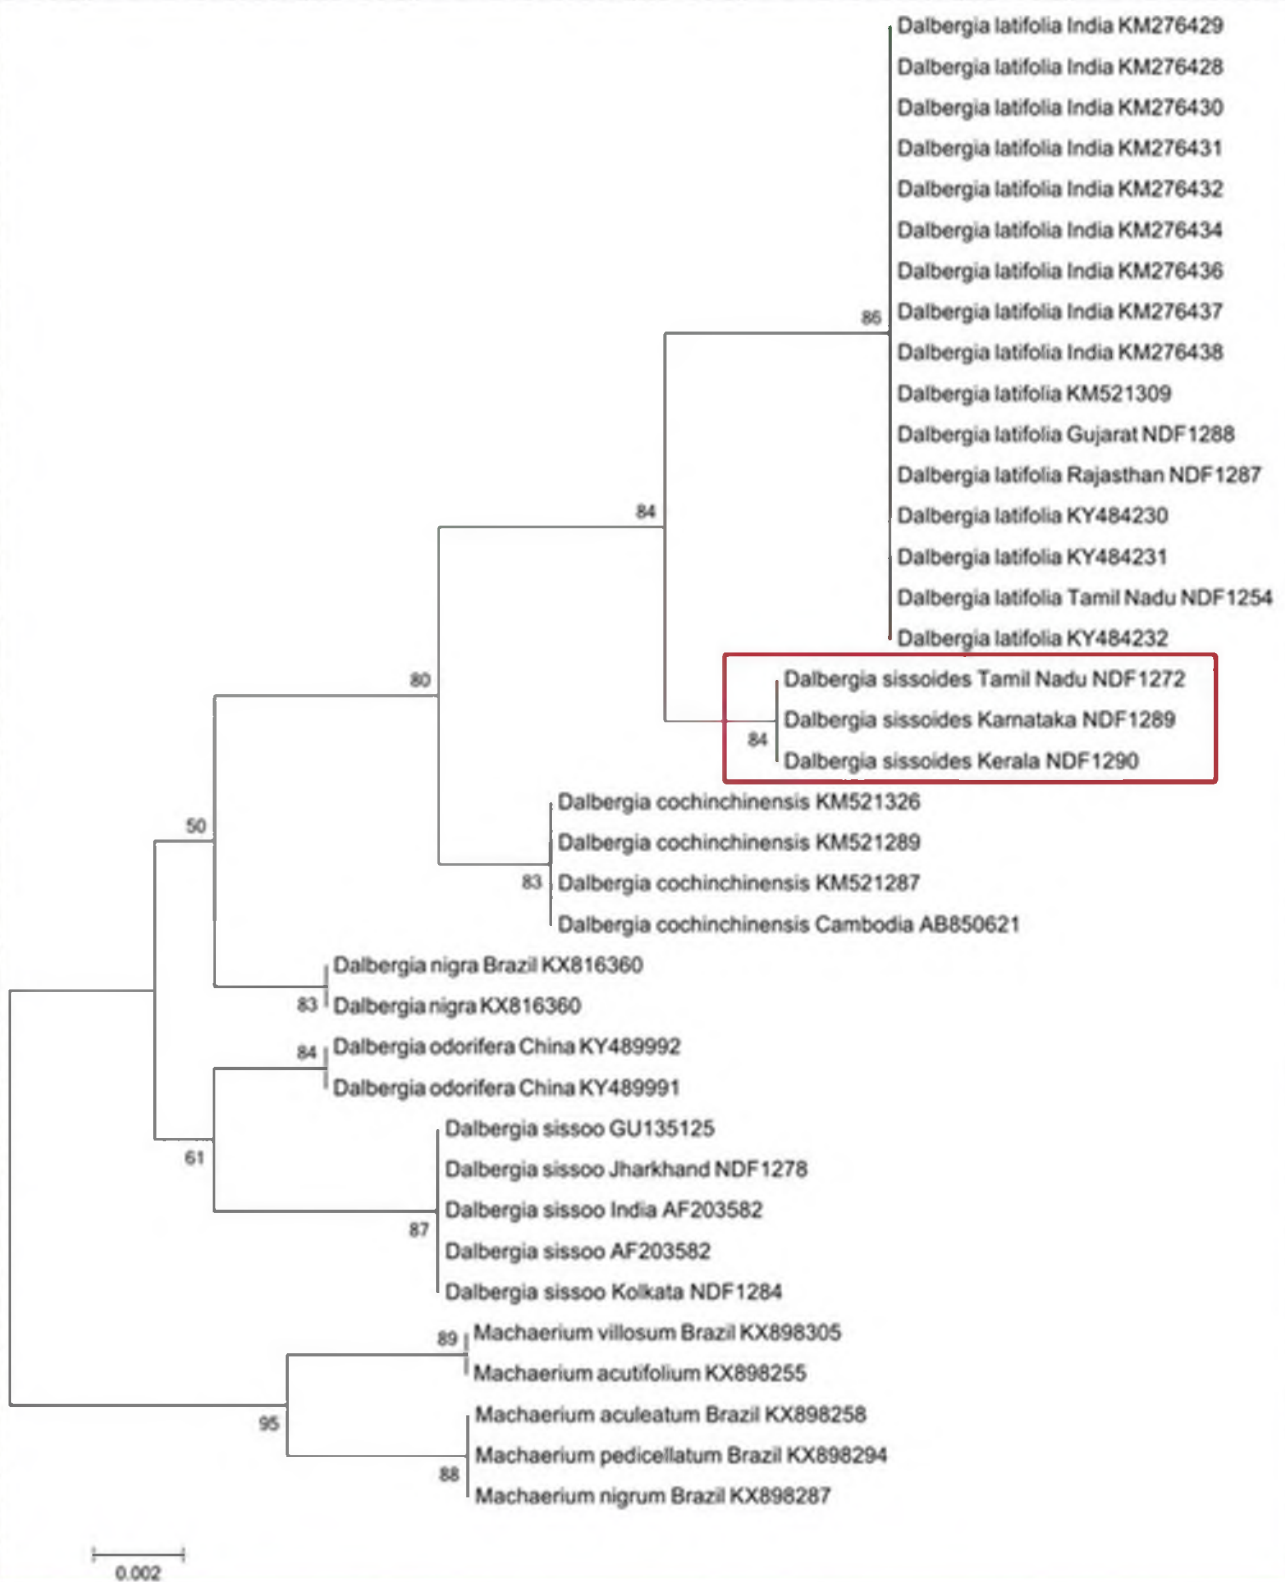 Dalbergia latifolia India KM276429
Dalbergia latifolia India KM276428
Dalbergia latifolia India KM276430
Dalbergia latifolia India KM276431
Dalbergia latifolia India KM276432
Dalbergia latifolia India KM276434
Dalbergia latifolia India KM276436
86
Dalbergia latifolia India KM276437
Dalbergia latifolia India KM276438
Dalbergia latifolia KM521309
Dalbergia latifolia Gujarat NDF1288
Dalbergia latifolia Rajasthan NDF1287
84
Dalbergia latifolia KY484230
Dalbergia latifolia KY484231
Dalbergia latifolia Tamil Nadu NDF1254
Dalbergia latifolia KY484232
80
Dalbergia sissoides Tamil Nadu NDF1272
Dalbergia sissoides Karnataka NDF1289
84
Dalbergia sissoides Kerala NDF1290
Dalbergia cochinchinensis KM521326
50
Dalbergia cochinchinensis KM521289
83
Dalbergia cochinchinensis KM521287
Dalbergia cochinchinensis Cambodia AB850621
Dalbergia nigra Brazil KX816360
83
Dalbergia nigra KX816360
84
Dalbergia odorifera China KY489992
Dalbergia odorifera China KY489991
Dalbergia sissoo GU135125
61
Dalbergia sissoo Jharkhand NDF1278
Dalbergia sissoo India AF203582
87
Dalbergia sissoo AF203582
Dalbergia sissoo Kolkata NDF1284
89
Machaerium villosum Brazil KX898305
Machaerium acutifolium KX898255
95
Machaerium aculeatum Brazil KX898258
Machaerium pedicellatum Brazil KX898294
88
Machaerium nigrum Brazil KX898287
0.002